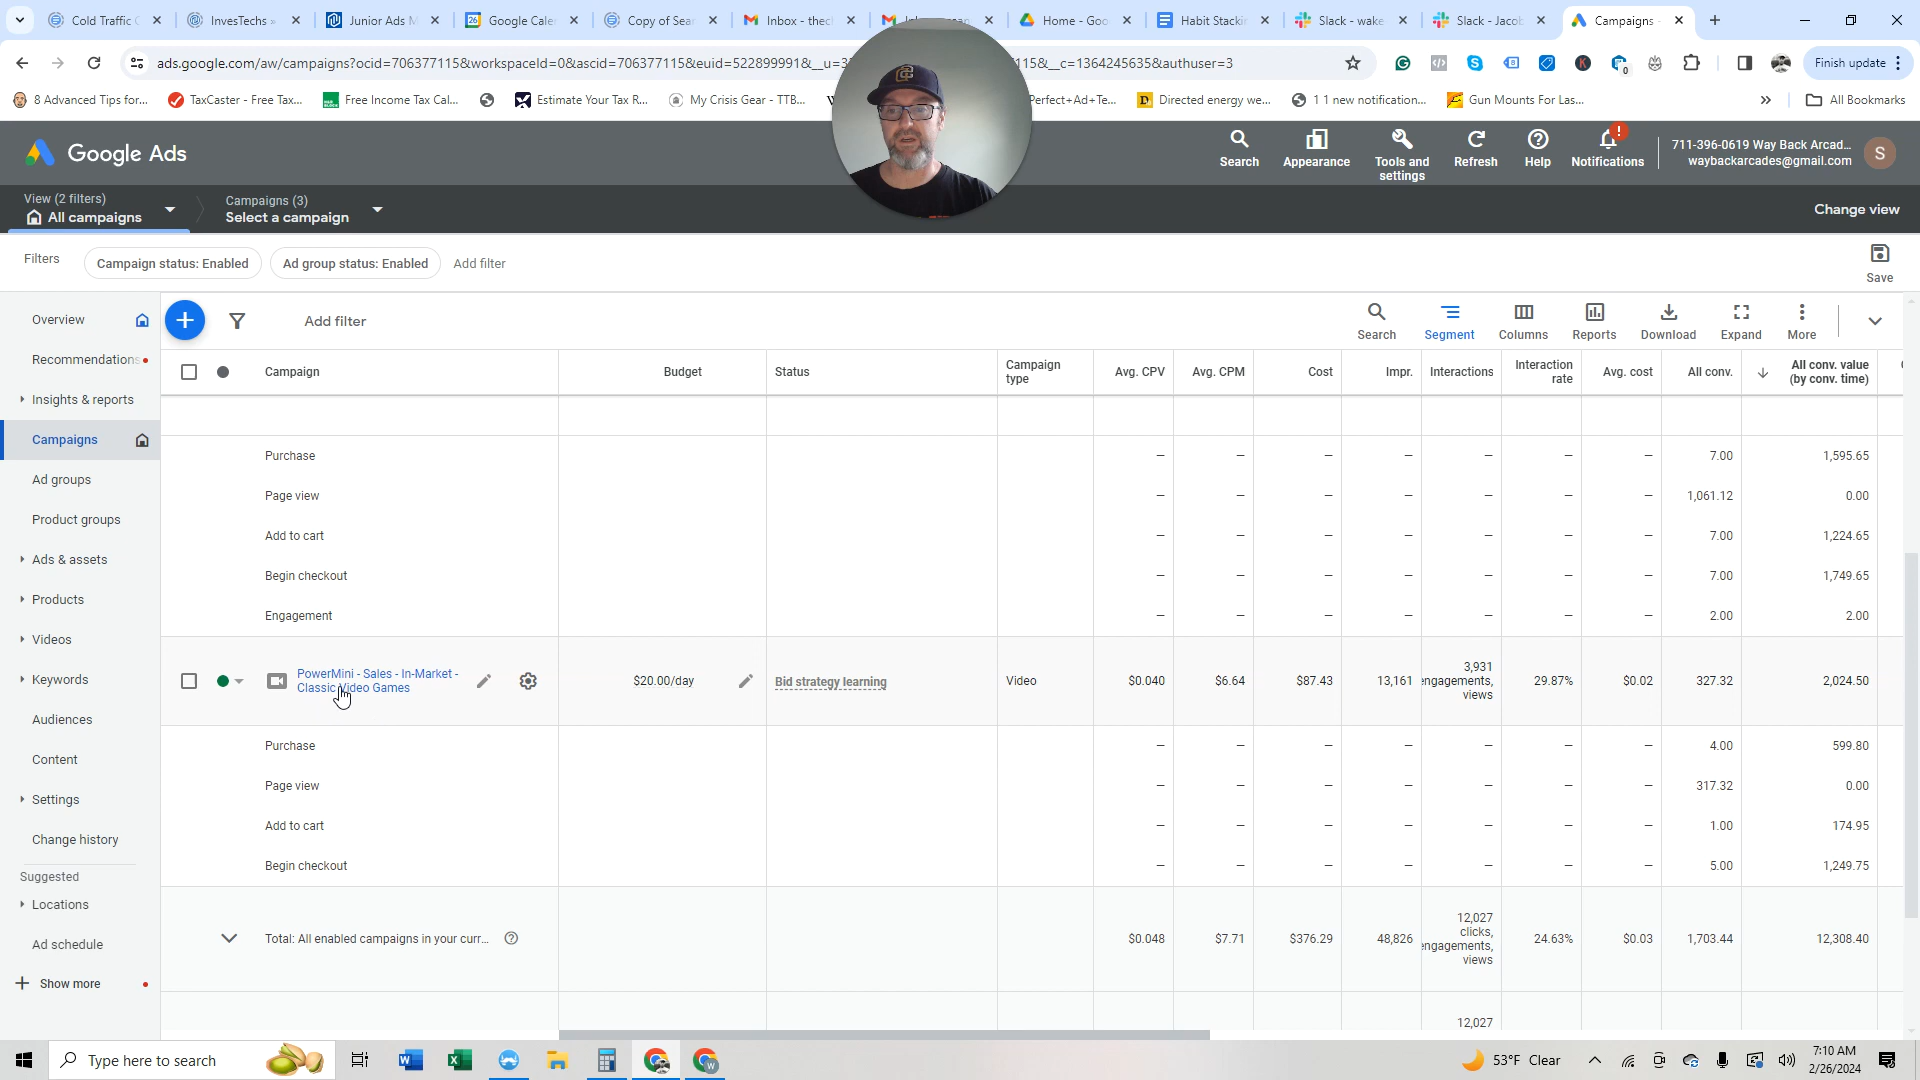 Cold Traffic C
InvesTechs »
Junior Ads M
26
Google Cale
Copy of Sear
Inbox - thec
Home - Goo
Habit Stackin
Slack - wake
Slack - Jacob
Campaigns -
ads.google.com/aw/campaigns?ocid=706377115&workspaceId=0&ascid=706377115&euid=522899991&__u=3
115&__c=1364245635&authuser=3
0
Finish update
8 Advanced Tips for...
TaxCaster - Free Tax...
Free Income Tax Cal...
Estimate Your Tax R...
My Crisis Gear - TTB...
Perfect+Ad+Te...
Directed energy we...
1 1 new notification...
Gun Mounts For Las...
»
All Bookmarks
Google Ads
Search
Appearance
Tools and
settings
Refresh
Help
!
Notifications
711-396-0619 Way Back Arcad...
waybackarcades@gmail.com
S
View (2 filters)
All campaigns
Campaigns (3)
Select a campaign
Change view
Filters
Campaign status: Enabled
Ad group status: Enabled
Add filter
Save
Overview
Recommendations
Insights & reports
Campaigns
Ad groups
Product groups
Ads & assets
Products
Videos
Keywords
Audiences
Content
Settings
Change history
Suggested
Locations
Ad schedule
Show more
Add filter
Search
Segment
Columns
Reports
Download
Expand
More
Campaign Budget Status Campaign type Avg. CPV Avg. CPM Cost Impr. Interactions Interaction rate Avg. cost All conv. All conv. value (by conv. time)
Purchase – – – – – – – 7.00 1,595.65
Page view – – – – – – – 1,061.12 0.00
Add to cart – – – – – – – 7.00 1,224.65
Begin checkout – – – – – – – 7.00 1,749.65
Engagement – – – – – – – 2.00 2.00
PowerMini - Sales - In-Market -
Classic Video Games
$20.00/day Bid strategy learning Video $0.040 $6.64 $87.43 13,161 3,931 engagements, views 29.87% $0.02 327.32 2,024.50
Purchase – – – – – – – 4.00 599.80
Page view – – – – – – – 317.32 0.00
Add to cart – – – – – – – 1.00 174.95
Begin checkout – – – – – – – 5.00 1,249.75
Total: All enabled campaigns in your curr... $0.048 $7.71 $376.29 48,826 12,027 clicks, engagements, views 24.63% $0.03 1,703.44 12,308.40
12,027
Type here to search
53°F Clear
7:10 AM
2/26/2024